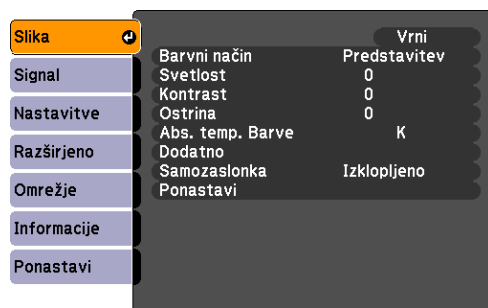 Slika
Signal
Nastavitve
Razširjeno
Omrežje
Informacije
Ponastavi
Vrni
Barvni način Predstavitev
Svetlost 0
Kontrast 0
Ostrina 0
Abs. temp. Barve K
Dodatno
Samozaslonka Izklopljeno
Ponastavi